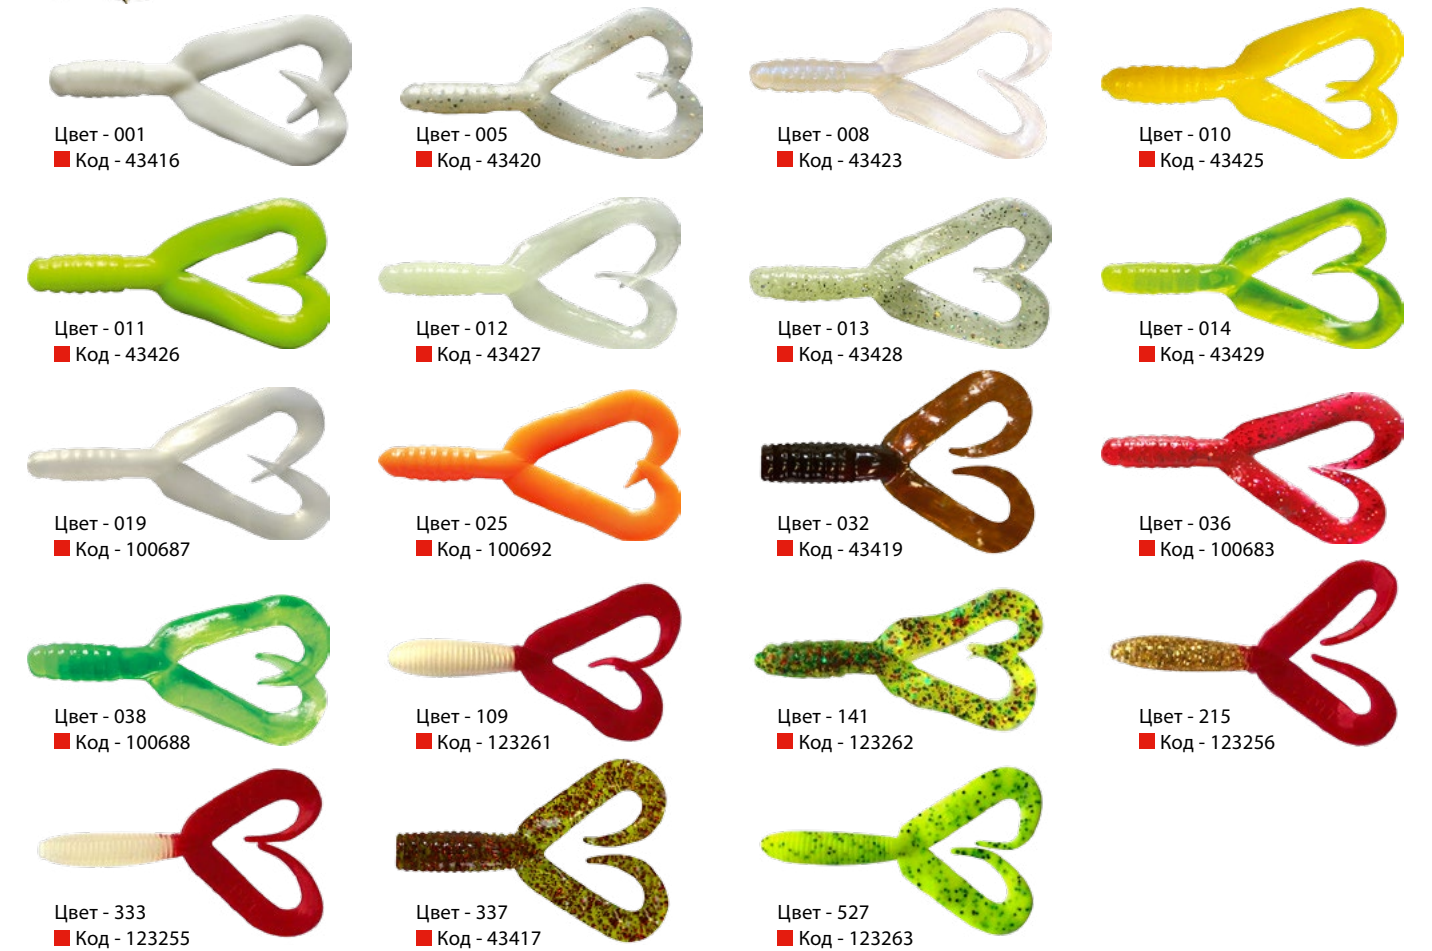 Цвет - 001
Код - 43416
Цвет - 005
Код - 43420
Цвет - 008
Код - 43423
Цвет - 010
Код - 43425
Цвет - 011
Код - 43426
Цвет - 012
Код - 43427
Цвет - 013
Код - 43428
Цвет - 014
Код - 43429
Цвет - 019
Код - 100687
Цвет - 025
Код - 100692
Цвет - 032
Код - 43419
Цвет - 036
Код - 100683
Цвет - 038
Код - 100688
Цвет - 109
Код - 123261
Цвет - 141
Код - 123262
Цвет - 215
Код - 123256
Цвет - 333
Код - 123255
Цвет - 337
Код - 43417
Цвет - 527
Код - 123263